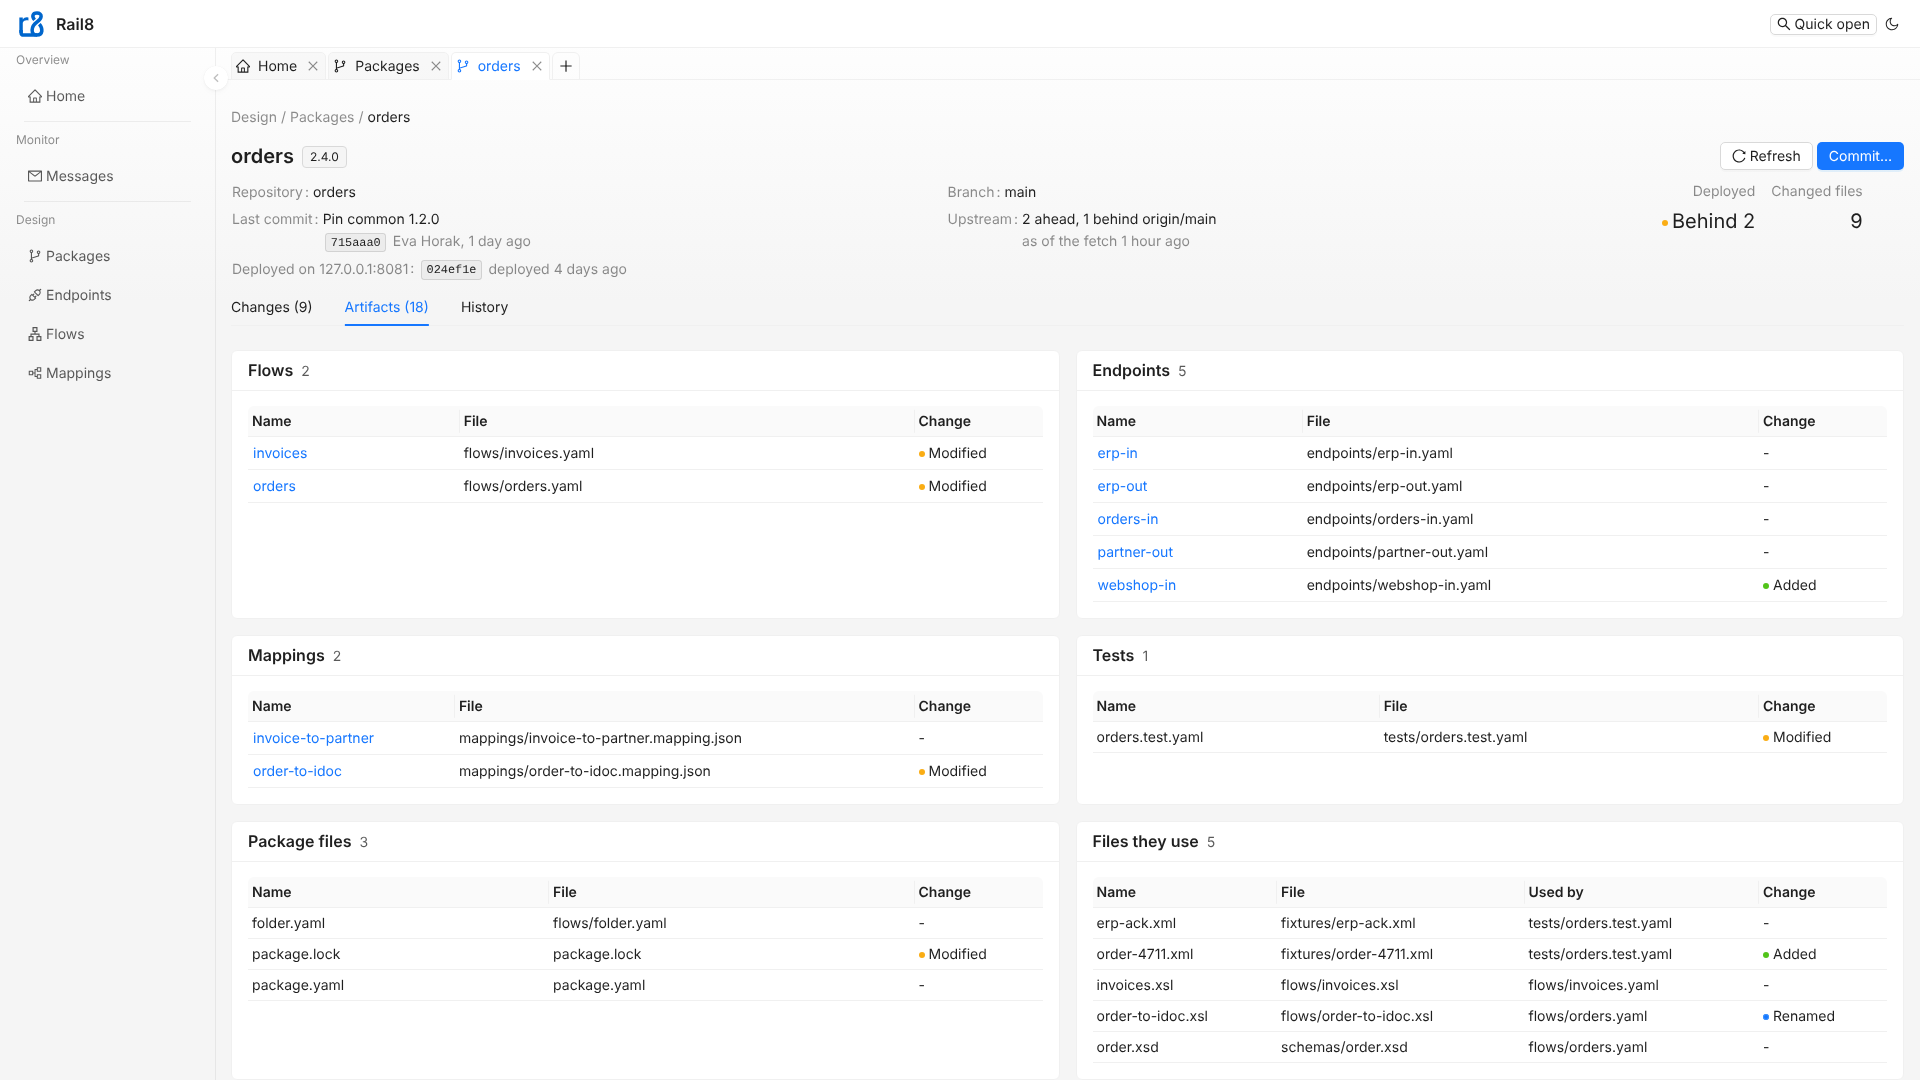 Rail8
Quick open
Overview
Home
Monitor
Messages
Design
Packages
Endpoints
Flows
Mappings
Home
Packages
orders
Design / Packages / orders
orders 2.4.0
Refresh Commit...
Repository: orders
Branch: main
Deployed Changed files
Last commit: Pin common 1.2.0
Upstream: 2 ahead, 1 behind origin/main
Behind 2 9
715aaa0 Eva Horak, 1 day ago
as of the fetch 1 hour ago
Deployed on 127.0.0.1:8081: 024ef1e deployed 4 days ago
Changes (9) Artifacts (18) History
Flows 2
Name File Change
invoices flows/invoices.yaml Modified
orders flows/orders.yaml Modified
Endpoints 5
Name File Change
erp-in endpoints/erp-in.yaml -
erp-out endpoints/erp-out.yaml -
orders-in endpoints/orders-in.yaml -
partner-out endpoints/partner-out.yaml -
webshop-in endpoints/webshop-in.yaml Added
Mappings 2
Name File Change
invoice-to-partner mappings/invoice-to-partner.mapping.json -
order-to-idoc mappings/order-to-idoc.mapping.json Modified
Tests 1
Name File Change
orders.test.yaml tests/orders.test.yaml Modified
Package files 3
Name File Change
folder.yaml flows/folder.yaml -
package.lock package.lock Modified
package.yaml package.yaml -
Files they use 5
Name File Used by Change
erp-ack.xml fixtures/erp-ack.xml tests/orders.test.yaml -
order-4711.xml fixtures/order-4711.xml tests/orders.test.yaml Added
invoices.xsl flows/invoices.xsl flows/invoices.yaml -
order-to-idoc.xsl flows/order-to-idoc.xsl flows/orders.yaml Renamed
order.xsd schemas/order.xsd flows/orders.yaml -